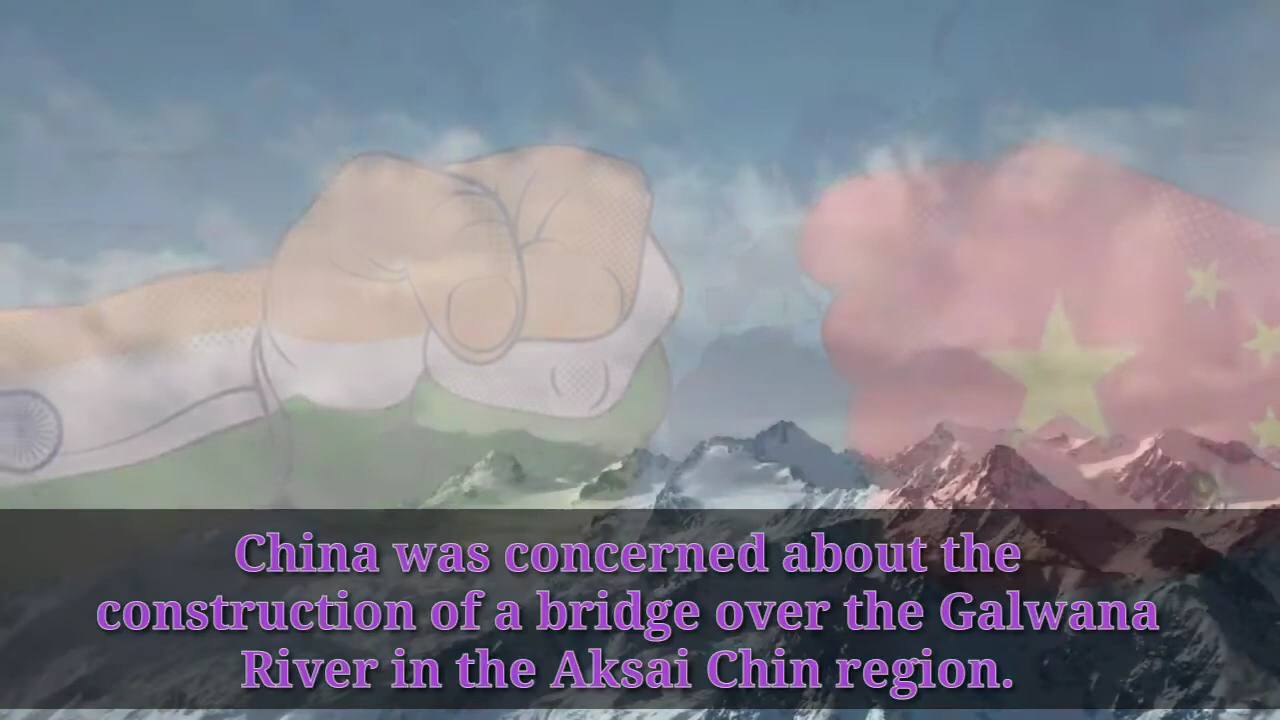 China was concerned about the
construction of a bridge over the Galwana
River in the Aksai Chin region.